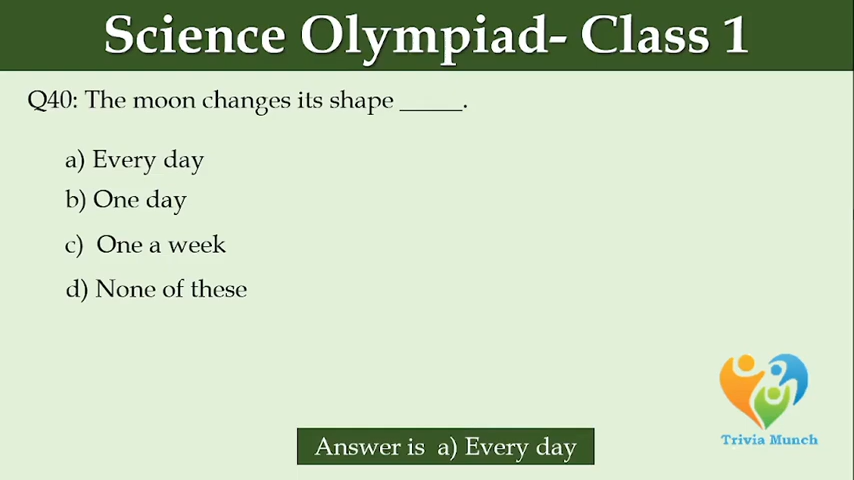 Science Olympiad- Class 1
Q40: The moon changes its shape _____.
a) Every day
b) One day
c) One a week
d) None of these
Trivia Munch
Answer is a) Every day